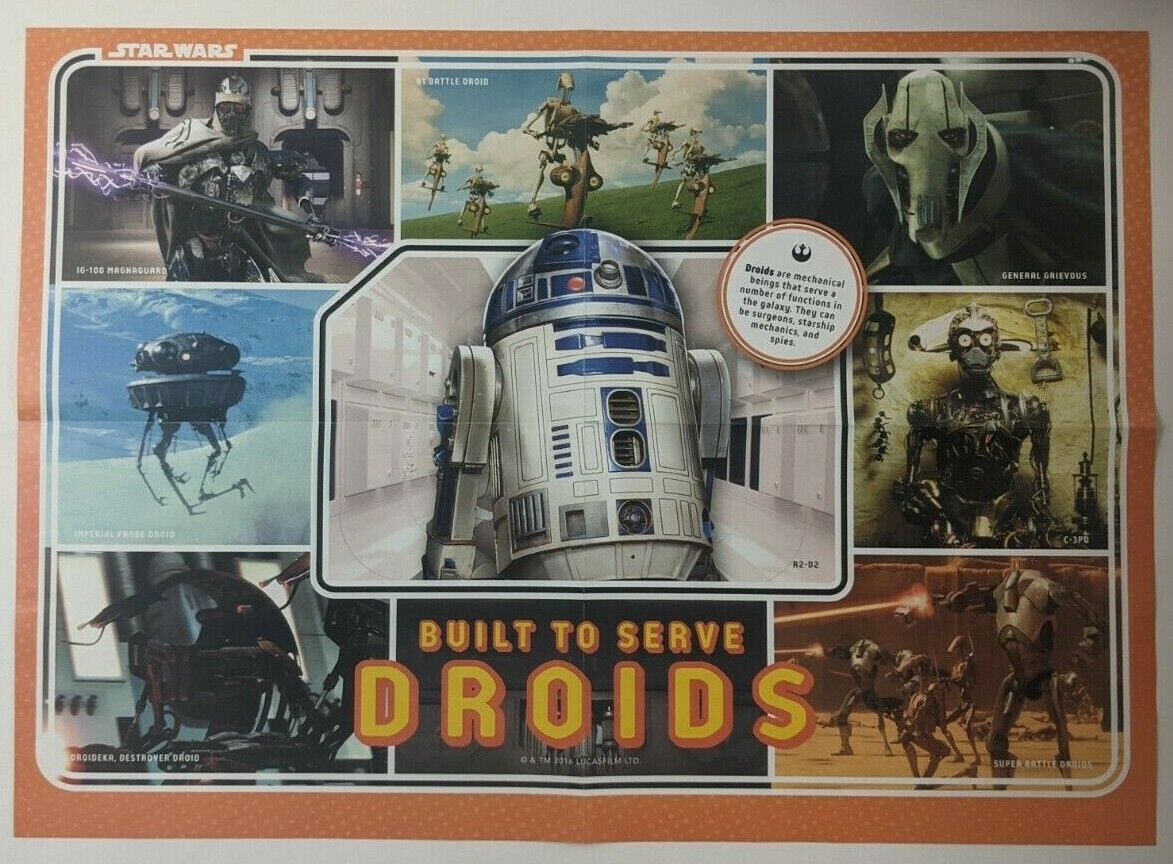 STAR WARS
IG-100 MAGNAGUARD
B1 BATTLE DROID
GENERAL GRIEVOUS
Droids are mechanical
beings that serve a
number of functions in
the galaxy. They can
be surgeons, starship
mechanics, and
spies.
IMPERIAL PROBE DROID
R2-D2
C-3PO
BUILT TO SERVE
DROIDS
DROIDEKA, DESTROYER DROID
© & TM 2016 LUCASFILM LTD.
SUPER BATTLE DROIDS